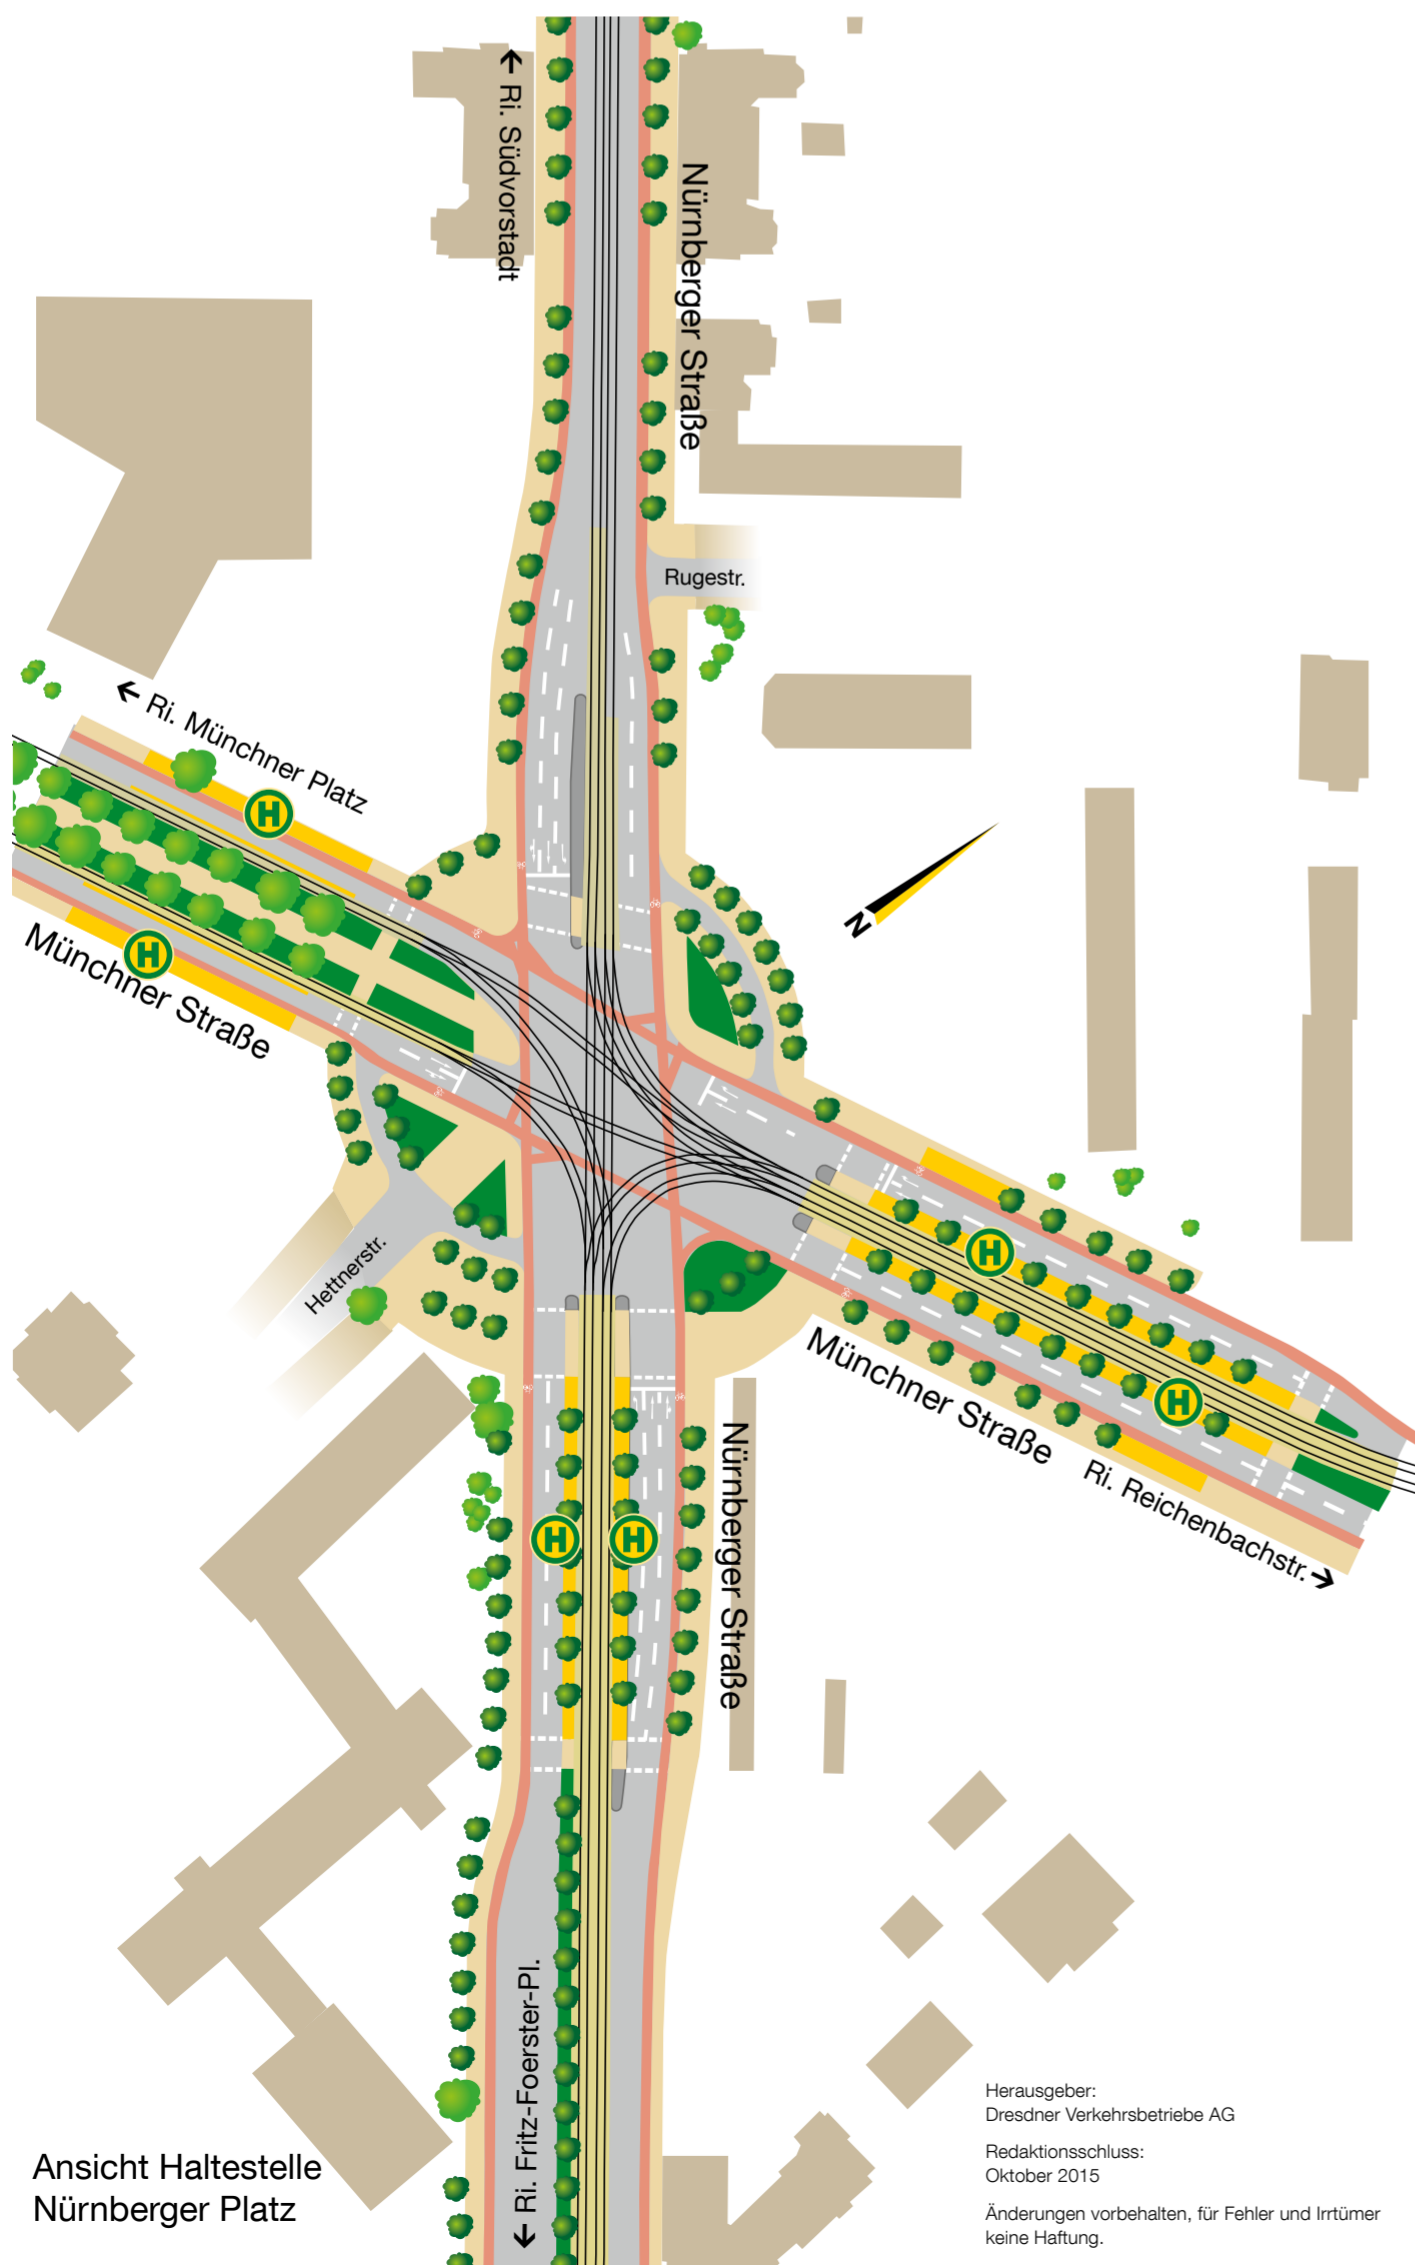 ← Ri. Südvorstadt
Nürnberger Straße
Rugestr.
← Ri. Münchner Platz
H
H
Münchner Straße
N
Hettnerstr.
H
H
Münchner Straße
Ri. Reichenbachstr. →
H
H
Nürnberger Straße
← Ri. Fritz-Foerster-Pl.
Ansicht Haltestelle
Nürnberger Platz
Herausgeber:
Dresdner Verkehrsbetriebe AG
Redaktionsschluss:
Oktober 2015
Änderungen vorbehalten, für Fehler und Irrtümer
keine Haftung.